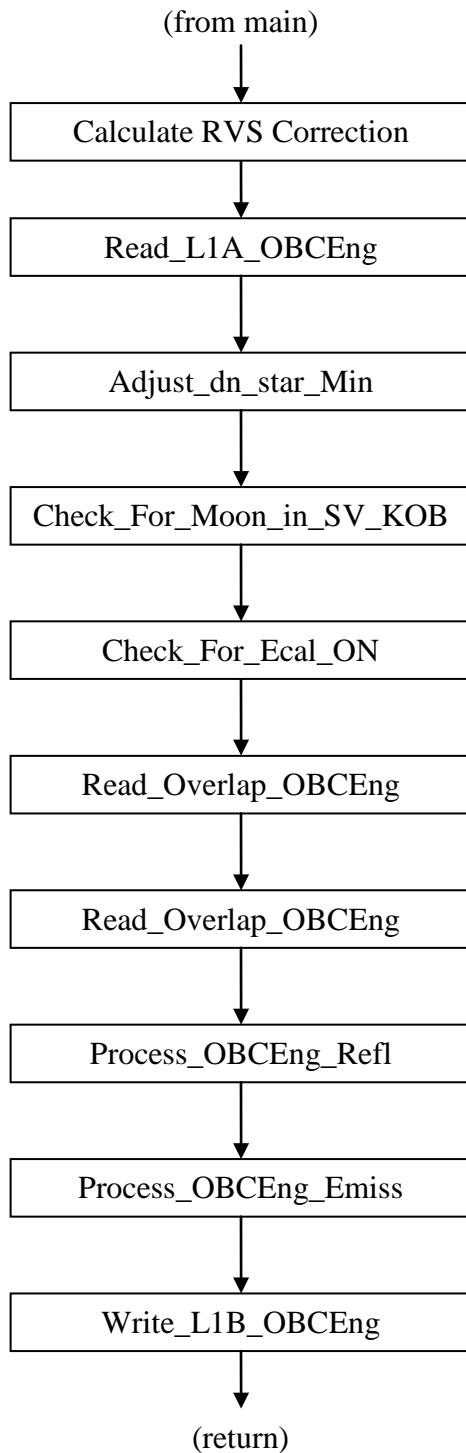 (from main)
Calculate RVS Correction
Read_L1A_OBCEng
Adjust_dn_star_Min
Check_For_Moon_in_SV_KOB
Check_For_Ecal_ON
Read_Overlap_OBCEng
Read_Overlap_OBCEng
Process_OBCEng_Refl
Process_OBCEng_Emiss
Write_L1B_OBCEng
(return)